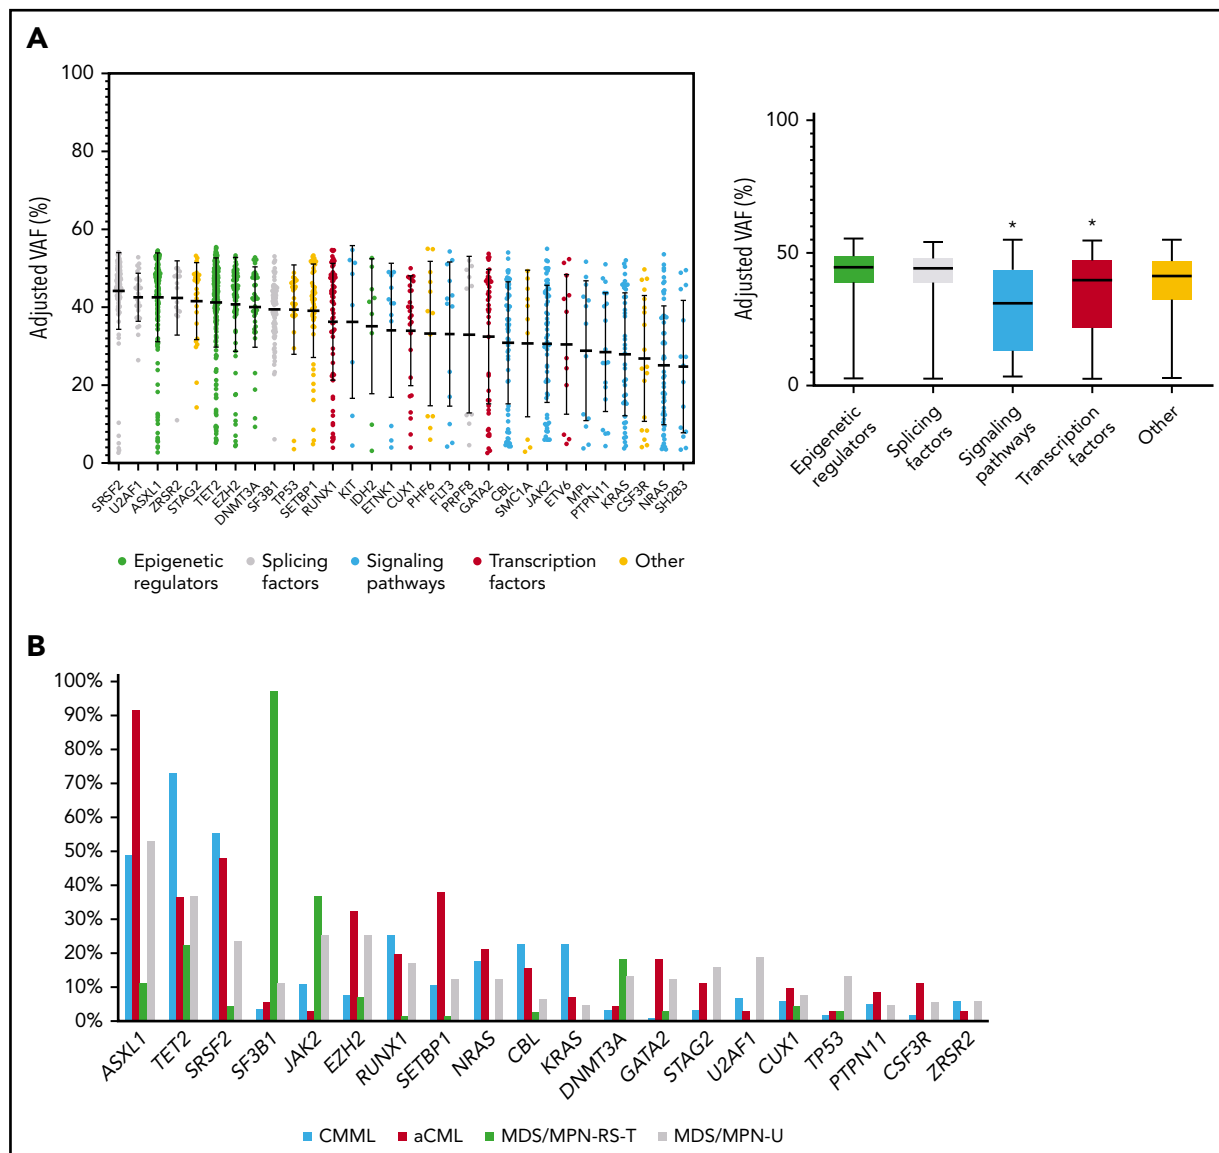 A
100
80
60
40
20
0
Adjusted VAF (%)
SRSF2
U2AF1
ASXL1
ZRSR2
STAG2
TET2
EZH2
DNMT3A
SF3B1
TP53
SETBP1
RUNX1
KIT
IDH2
ETNK1
CUX1
PHF6
FLT3
PRPF8
GATA2
CBL
SMC1A
JAK2
ETV6
MPL
PTPN11
KRAS
CSF3R
NRAS
SH2B3
Epigenetic
regulators
Splicing
factors
Signaling
pathways
Transcription
factors
Other
100
50
0
Adjusted VAF (%)
*
*
Epigenetic
regulators
Splicing
factors
Signaling
pathways
Transcription
factors
Other
B
100%
90%
80%
70%
60%
50%
40%
30%
20%
10%
0%
ASXL1
TET2
SRSF2
SF3B1
JAK2
EZH2
RUNX1
SETBP1
NRAS
CBL
KRAS
DNMT3A
GATA2
STAG2
U2AF1
CUX1
TP53
PTPN11
CSF3R
ZRSR2
CMML aCML MDS/MPN-RS-T MDS/MPN-U